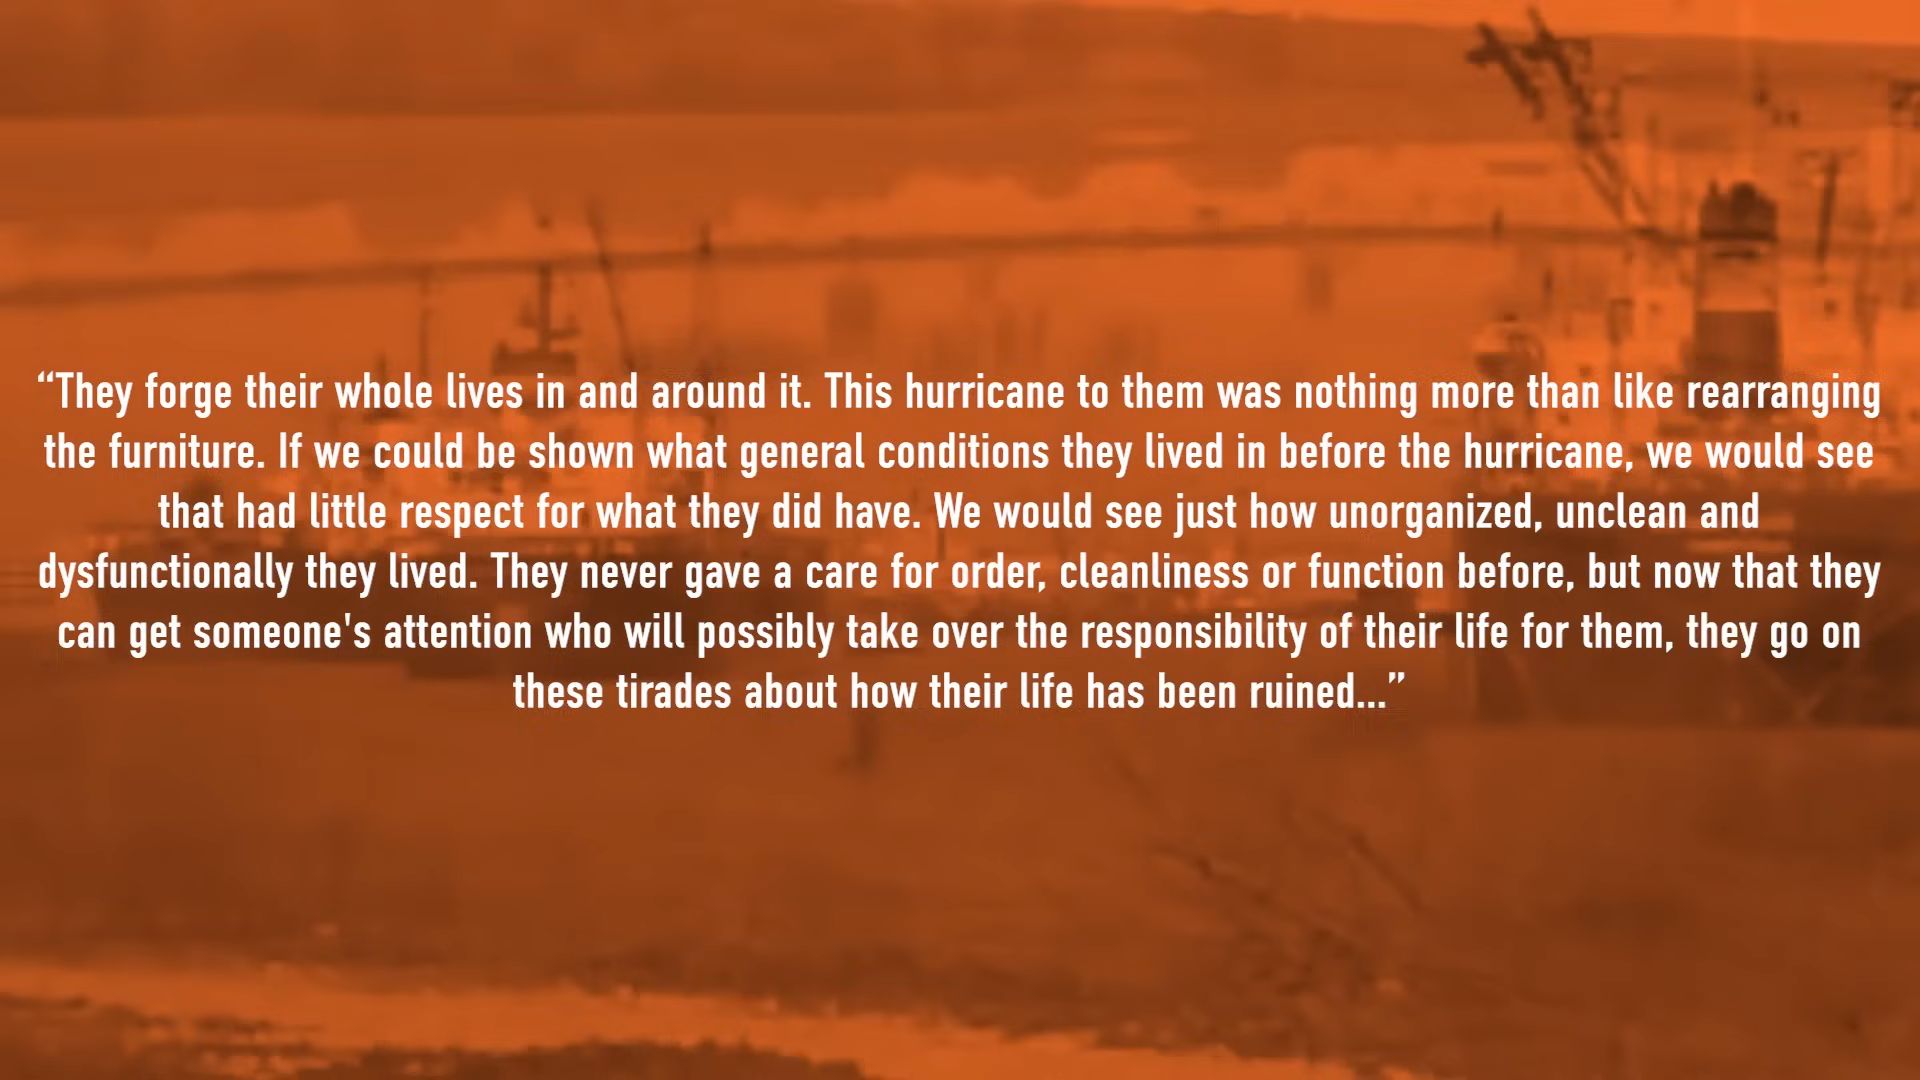 “They forge their whole lives in and around it. This hurricane to them was nothing more than like rearranging
the furniture. If we could be shown what general conditions they lived in before the hurricane, we would see
that had little respect for what they did have. We would see just how unorganized, unclean and
dysfunctionally they lived. They never gave a care for order, cleanliness or function before, but now that they
can get someone's attention who will possibly take over the responsibility of their life for them, they go on
these tirades about how their life has been ruined...”